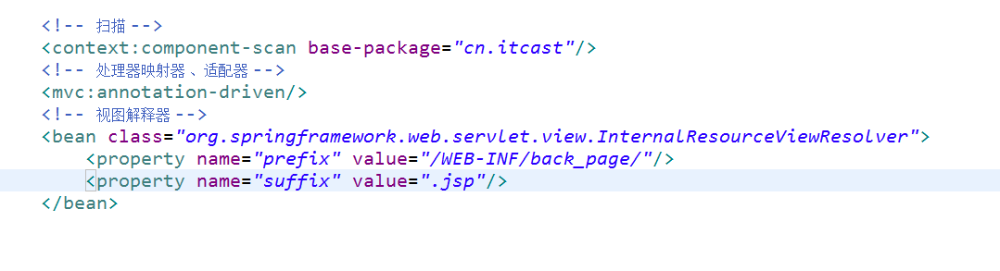 <!-- 扫描 -->
<context:component-scan base-package="cn.itcast"/>
<!-- 处理器映射器 、适配器 -->
<mvc:annotation-driven/>
<!-- 视图解释器 -->
<bean class="org.springframework.web.servlet.view.InternalResourceViewResolver">
    <property name="prefix" value="/WEB-INF/back_page/"/>
    <property name="suffix" value=".jsp"/>
</bean>